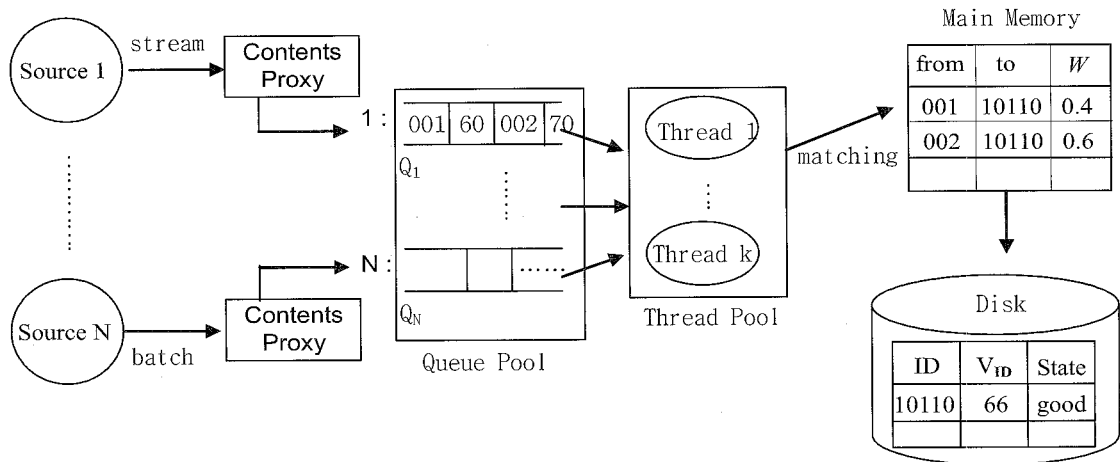 Source 1
stream
Contents
Proxy
1:
001 60 002 70
Q1
Thread 1
Thread k
Thread Pool
matching
Main Memory
from to W
001 10110 0.4
002 10110 0.6
N:
QN
Queue Pool
Source N
batch
Contents
Proxy
Disk
ID VID State
10110 66 good